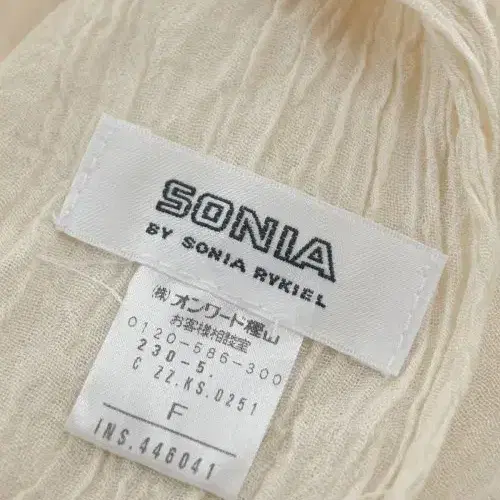 SONIA
BY SONIA RYKIEL
(株)オンワード樫山
お客様相談室
0120-586-300
230-5.
C ZZ.KS.0251
F
INS.446041